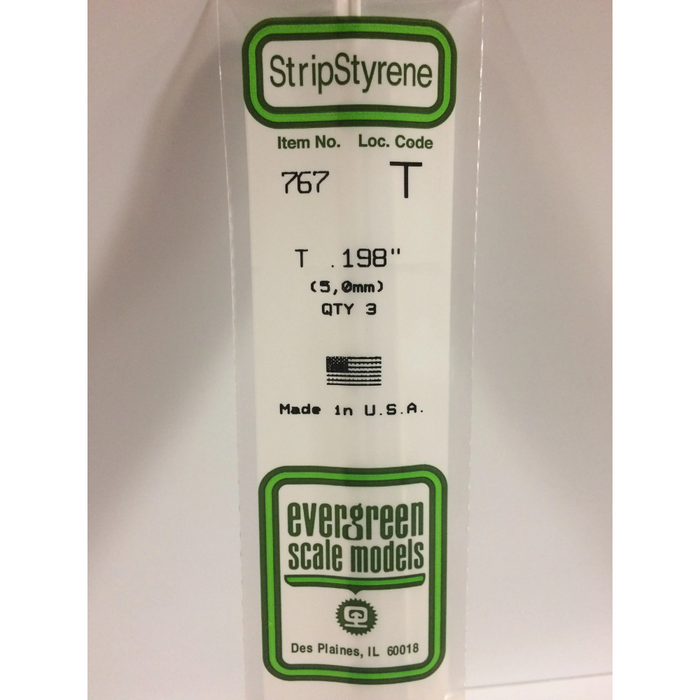 StripStyrene
Item No. Loc. Code
767 T
T .198"
(5,0mm)
QTY 3
Made in U.S.A.
evergreen
scale models
Des Plaines, IL 60018